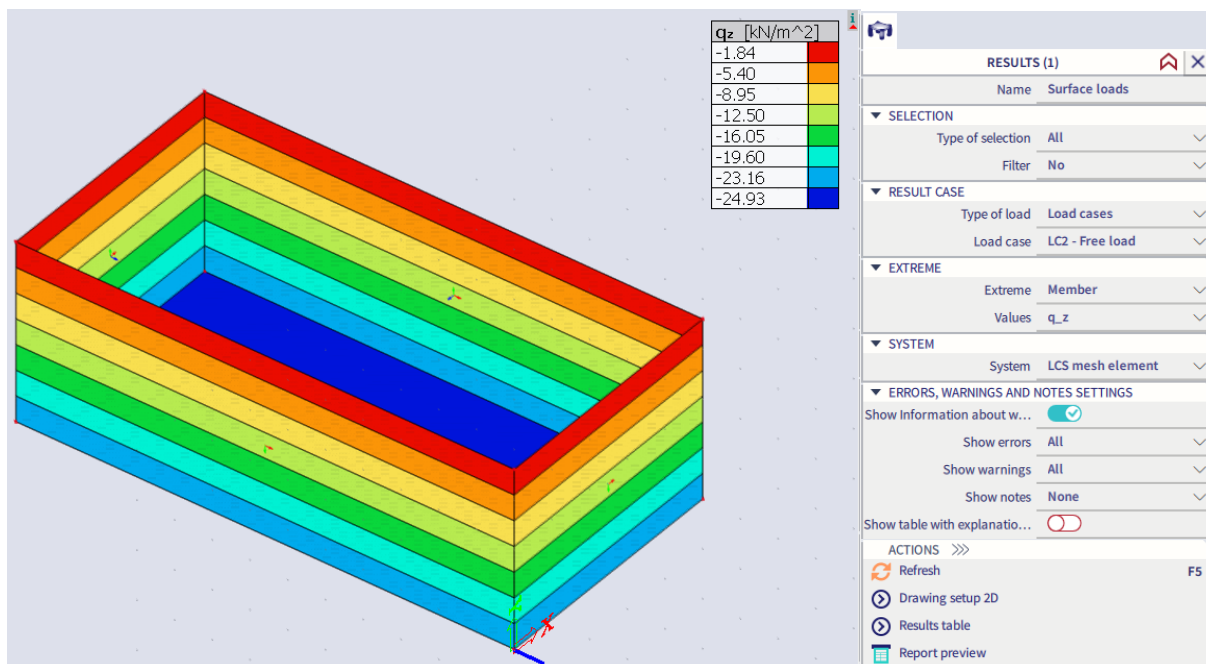 qz [kN/m^2]
-1.84
-5.40
-8.95
-12.50
-16.05
-19.60
-23.16
-24.93
RESULTS (1)
Name Surface loads
SELECTION
Type of selection All
Filter No
RESULT CASE
Type of load Load cases
Load case LC2 - Free load
EXTREME
Extreme Member
Values q_z
SYSTEM
System LCS mesh element
ERRORS, WARNINGS AND NOTES SETTINGS
Show Information about w...
Show errors All
Show warnings All
Show notes None
Show table with explanatio...
ACTIONS >>>
Refresh F5
Drawing setup 2D
Results table
Report preview